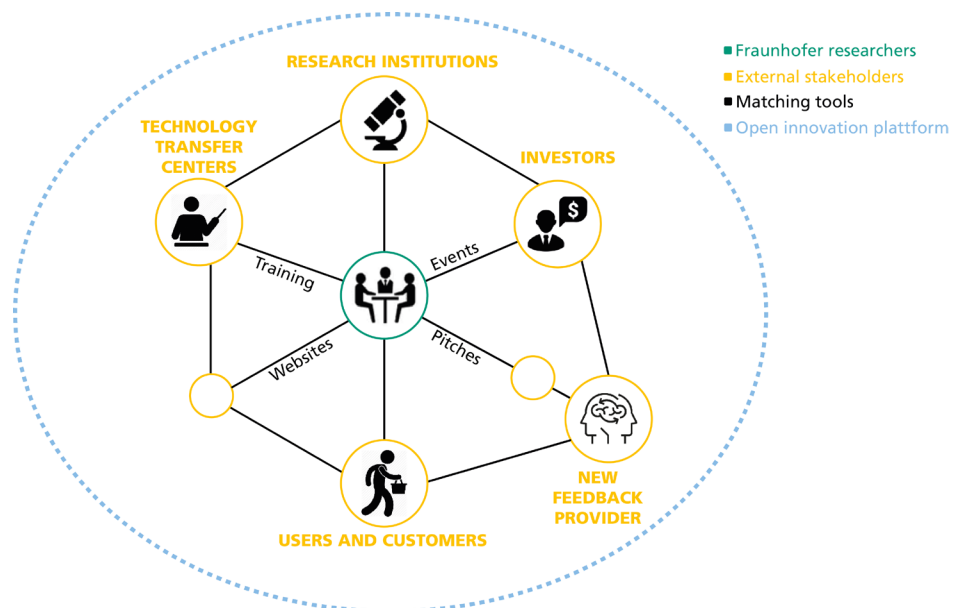 RESEARCH INSTITUTIONS
TECHNOLOGY
TRANSFER
CENTERS
INVESTORS
$
Training
Events
Websites
Pitches
NEW
FEEDBACK
PROVIDER
USERS AND CUSTOMERS
Fraunhofer researchers
External stakeholders
Matching tools
Open innovation plattform